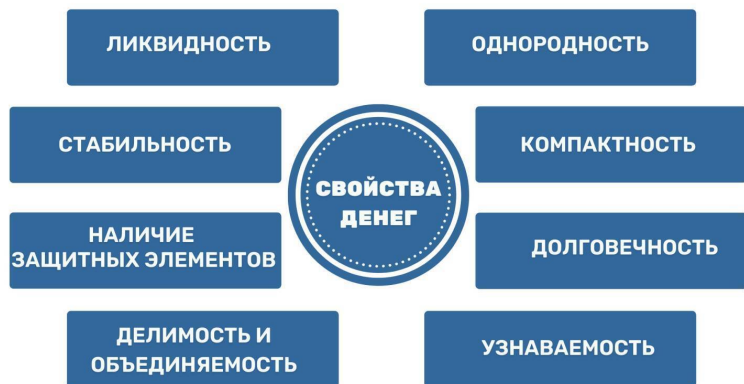 ЛИКВИДНОСТЬ
ОДНОРОДНОСТЬ
СТАБИЛЬНОСТЬ
КОМПАКТНОСТЬ
СВОЙСТВА
ДЕНЕГ
НАЛИЧИЕ
ЗАЩИТНЫХ ЭЛЕМЕНТОВ
ДОЛГОВЕЧНОСТЬ
ДЕЛИМОСТЬ И
ОБЪЕДИНЯЕМОСТЬ
УЗНАВАЕМОСТЬ